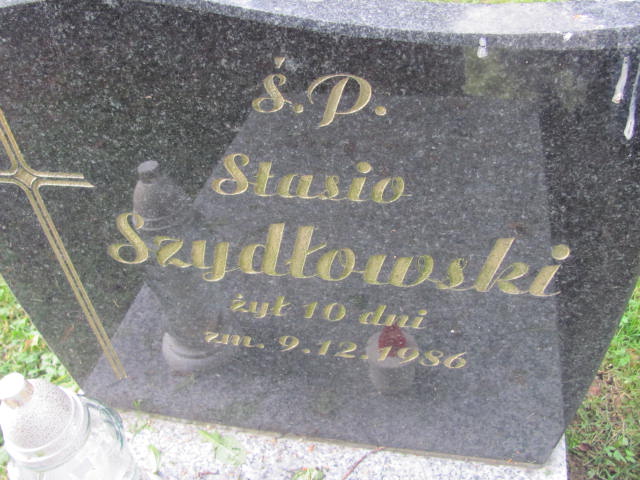 Ś.P.
Stasio
Szydłowski
żył 10 dni
zm. 9.12.1986